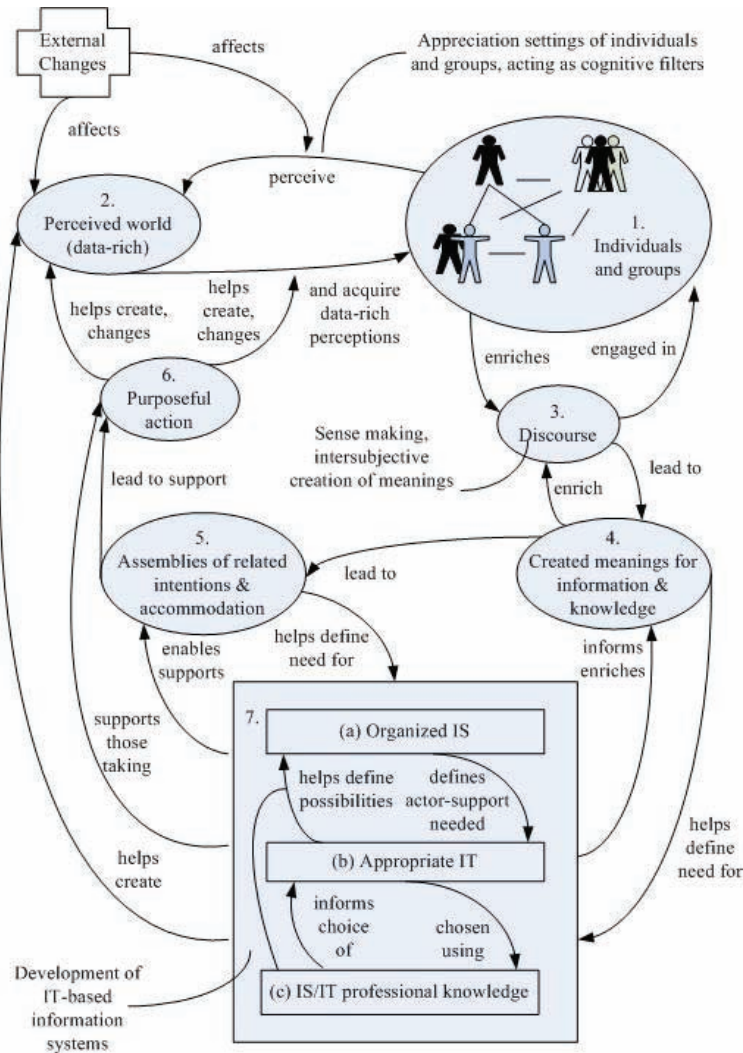 External
Changes
affects
Appreciation settings of individuals
and groups, acting as cognitive filters
affects
perceive
2.
Perceived world
(data-rich)
1.
Individuals
and groups
helps create,
changes
helps
create,
changes
and acquire
data-rich
perceptions
enriches
engaged in
6.
Purposeful
action
3.
Discourse
Sense making,
intersubjective
creation of meanings
lead to support
lead to
enrich
5.
Assemblies of related
intentions &
accommodation
lead to
4.
Created meanings for
information &
knowledge
helps define
need for
enables
supports
informs
enriches
7.
(a) Organized IS
supports
those
taking
helps define
possibilities
defines
actor-support
needed
helps
create
(b) Appropriate IT
helps
define
need for
informs
choice
of
chosen
using
(c) IS/IT professional knowledge
Development of
IT-based
information
systems